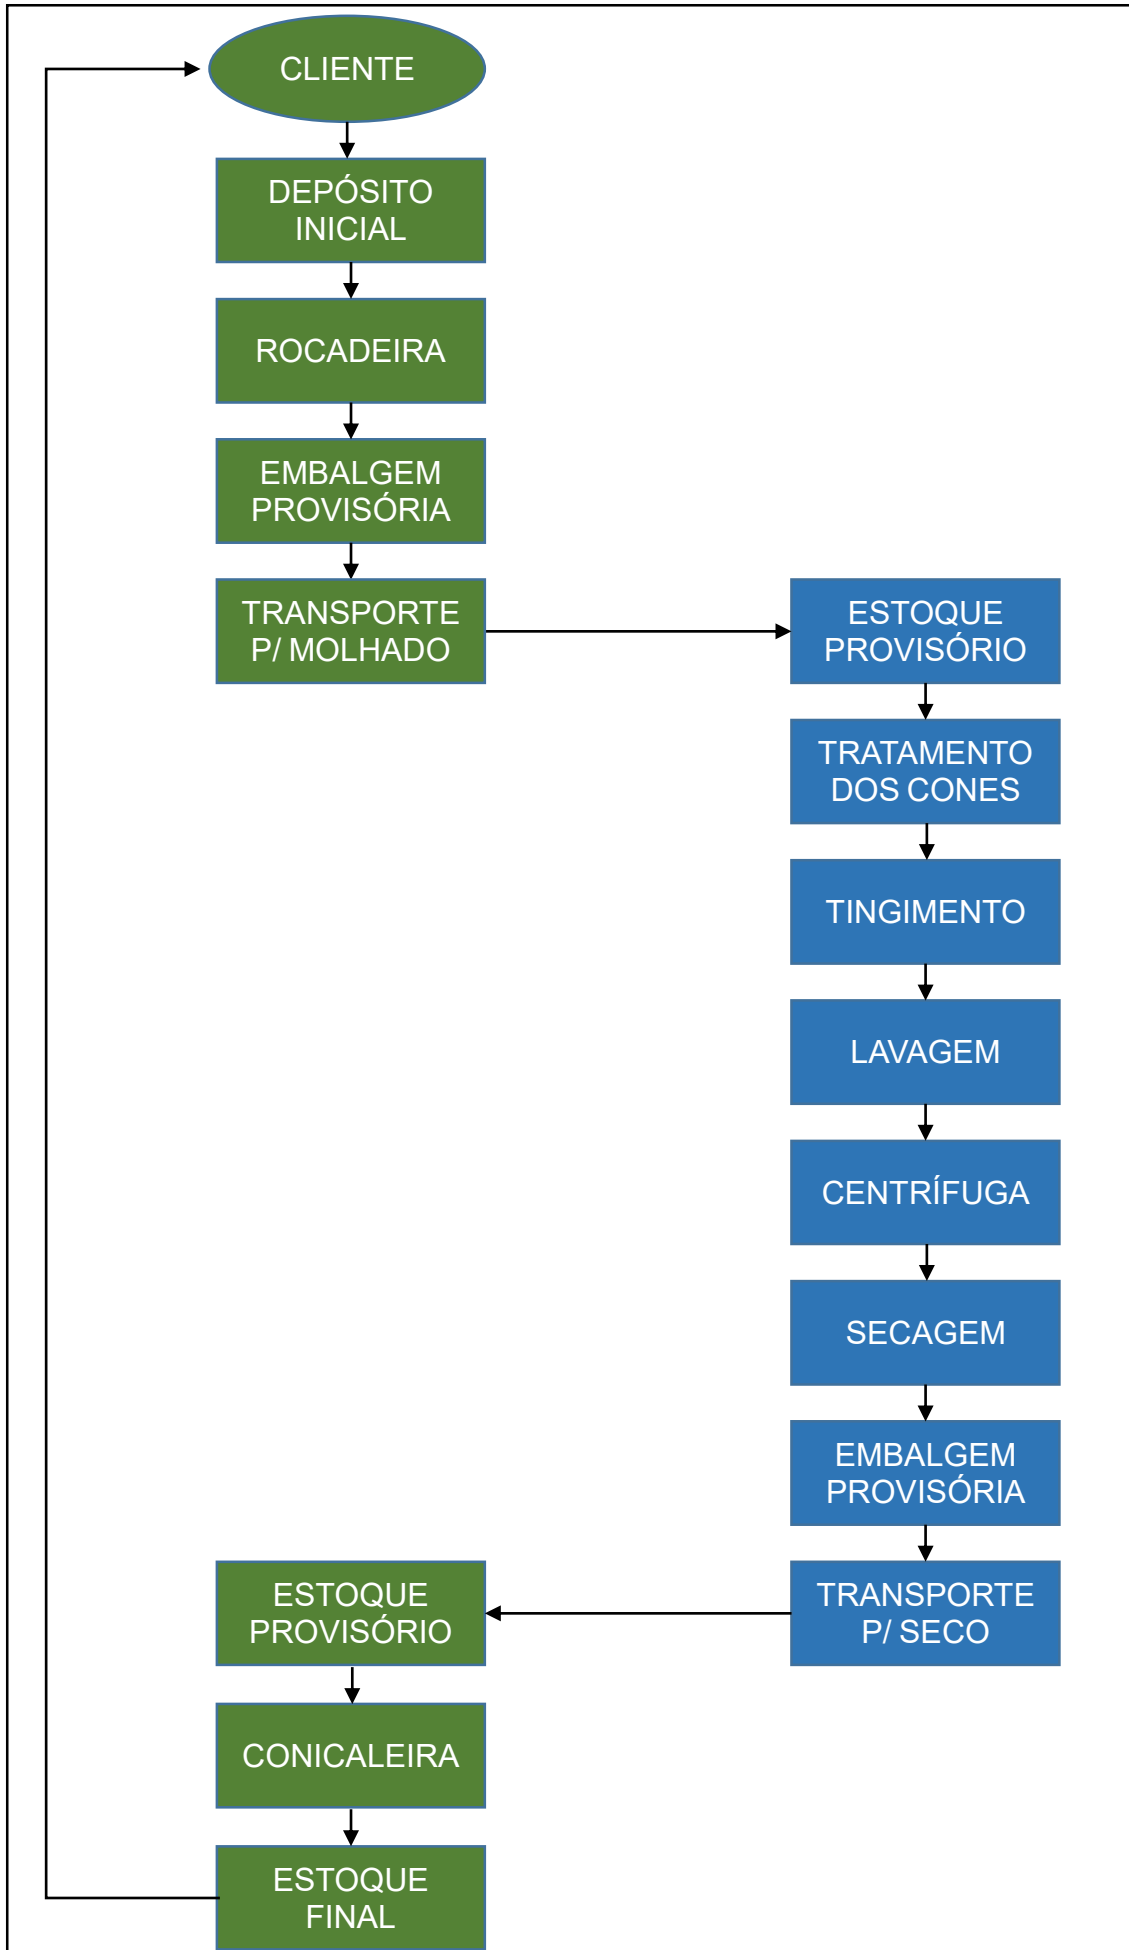 CLIENTE
DEPÓSITO
INICIAL
ROCADEIRA
EMBALGEM
PROVISÓRIA
TRANSPORTE
P/ MOLHADO
ESTOQUE
PROVISÓRIO
TRATAMENTO
DOS CONES
TINGIMENTO
LAVAGEM
CENTRÍFUGA
SECAGEM
EMBALGEM
PROVISÓRIA
TRANSPORTE
P/ SECO
ESTOQUE
PROVISÓRIO
CONICALEIRA
ESTOQUE
FINAL